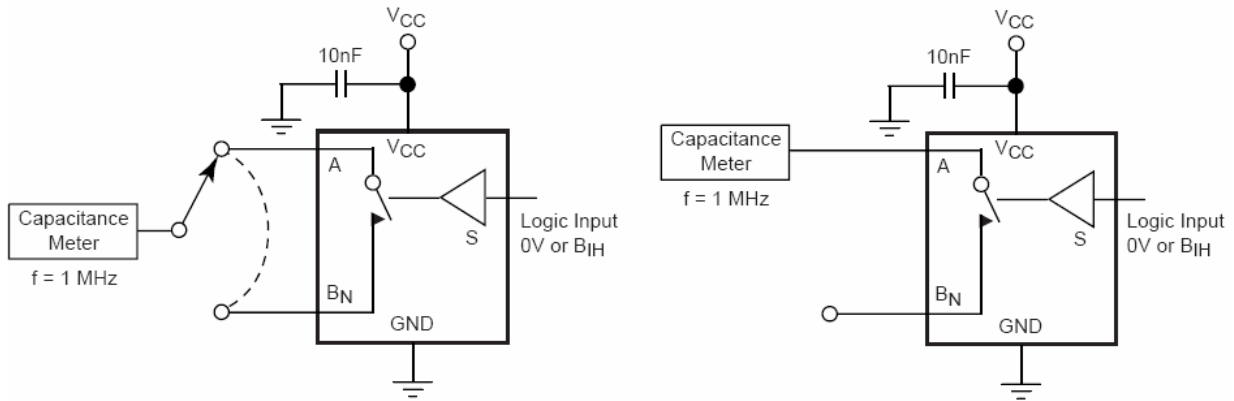 VCC
10nF
VCC
A
Capacitance
Meter
f = 1 MHz
S
Logic Input
0V or BIH
BN
GND
VCC
10nF
Capacitance
Meter
f = 1 MHz
VCC
A
S
Logic Input
0V or BIH
BN
GND